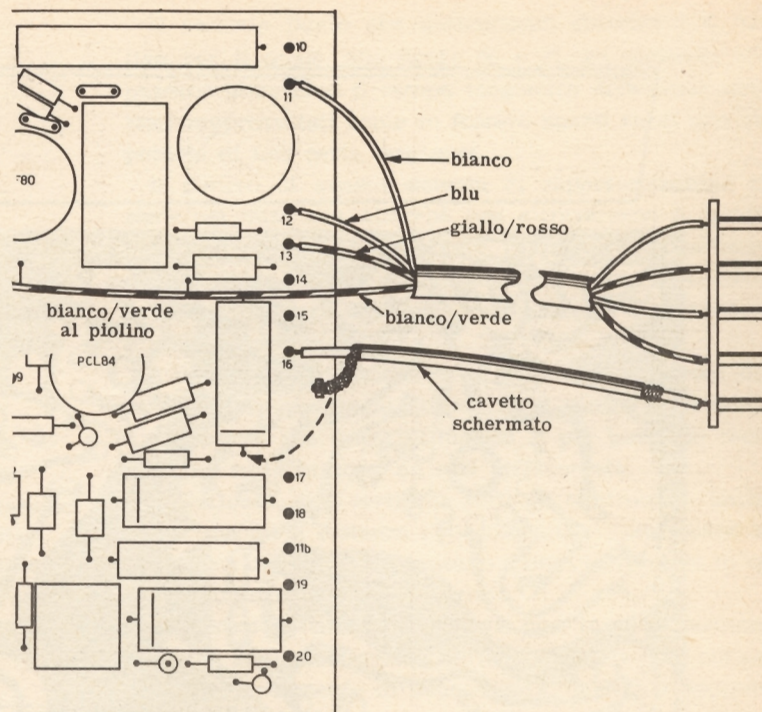 10
11
bianco
F80
blu
12
giallo/rosso
13
14
bianco/verde
al piolino
15
bianco/verde
16
PCL84
cavetto
schermato
17
18
11b
19
20